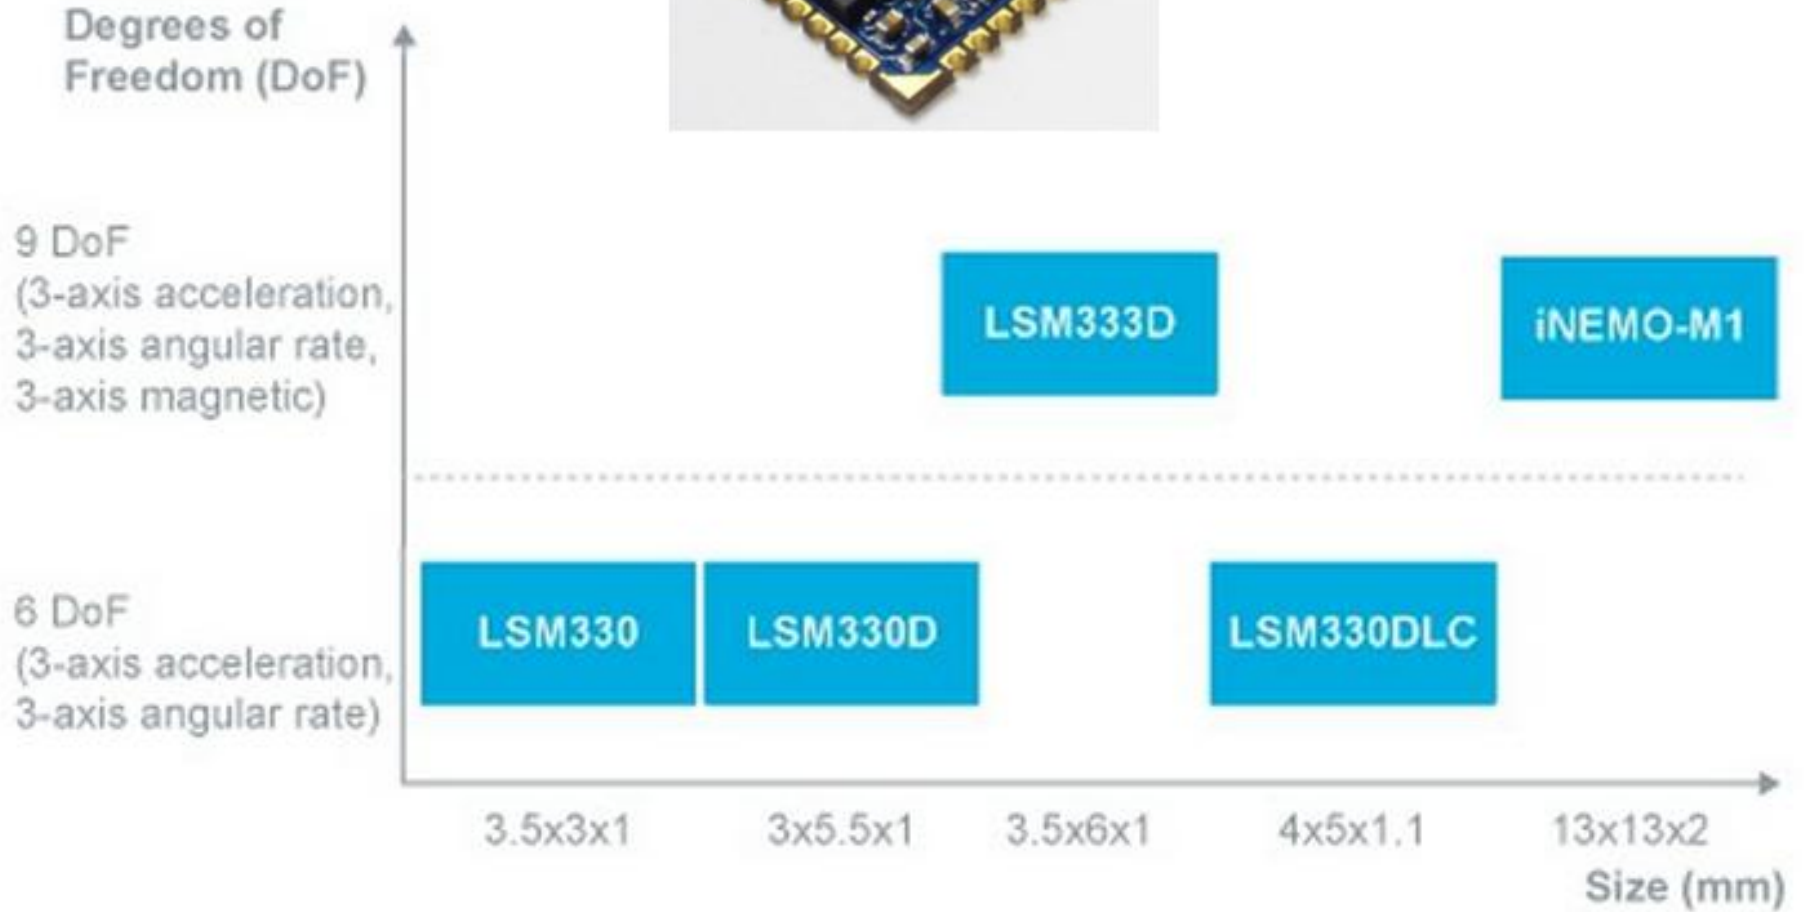 Degrees of
Freedom (DoF)
9 DoF
(3-axis acceleration,
3-axis angular rate,
3-axis magnetic)
LSM333D
iNEMO-M1
6 DoF
(3-axis acceleration,
3-axis angular rate)
LSM330
LSM330D
LSM330DLC
3.5x3x1
3x5.5x1
3.5x6x1
4x5x1.1
13x13x2
Size (mm)